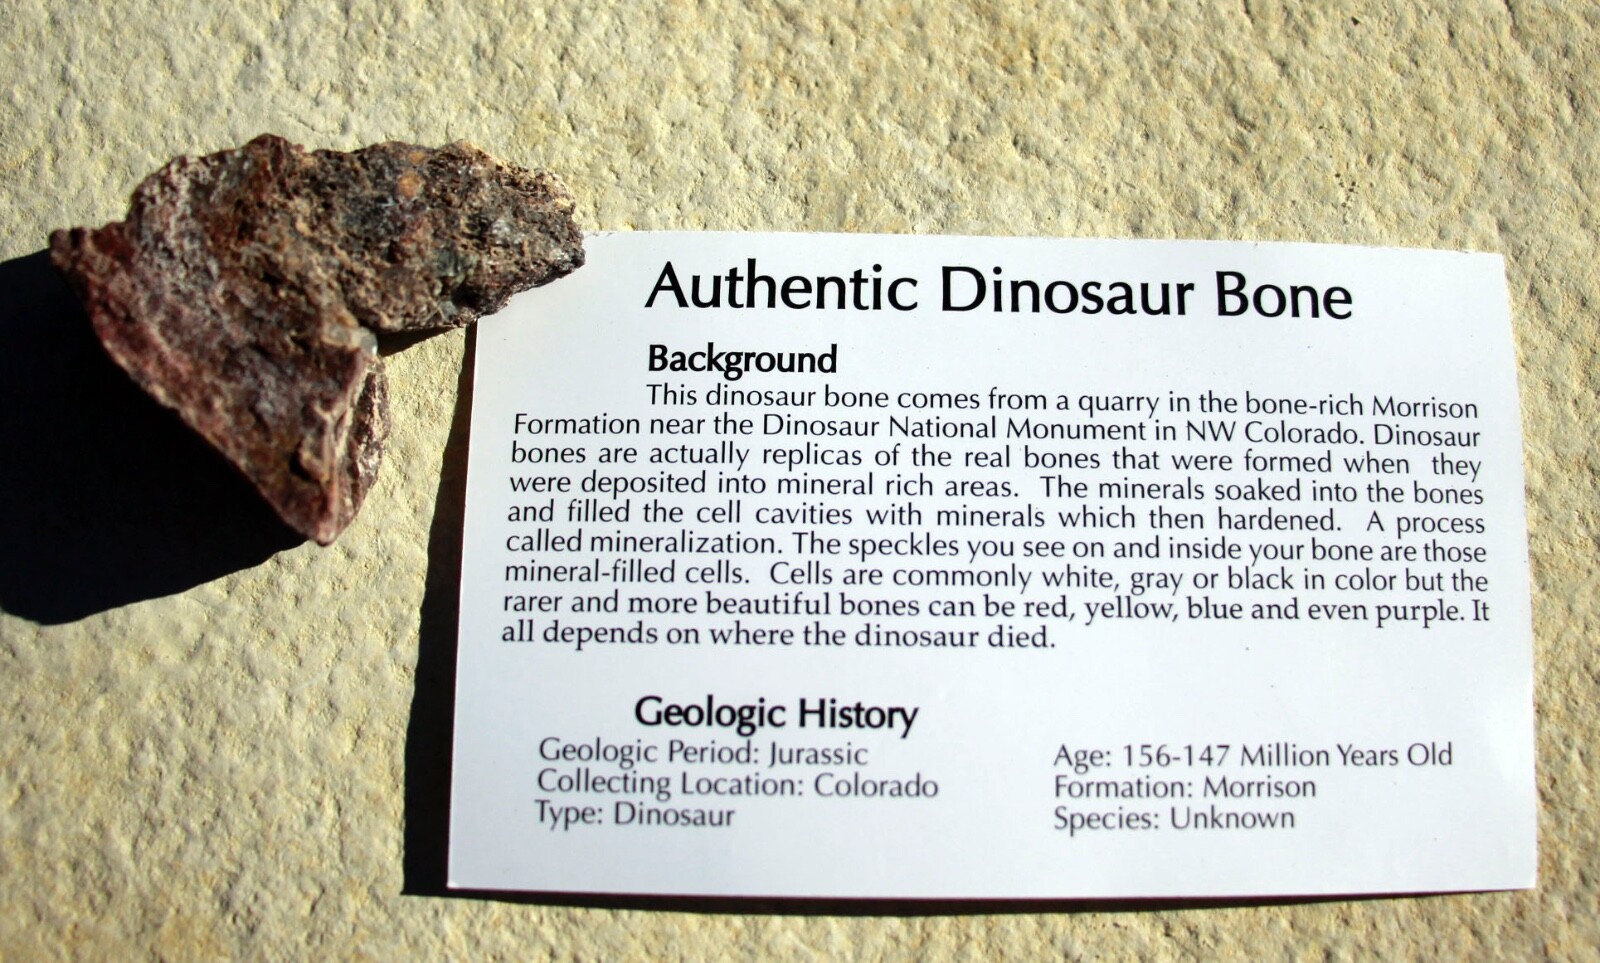 Authentic Dinosaur Bone
Background
This dinosaur bone comes from a quarry in the bone-rich Morrison
Formation near the Dinosaur National Monument in NW Colorado. Dinosaur
bones are actually replicas of the real bones that were formed when they
were deposited into mineral rich areas. The minerals soaked into the bones
and filled the cell cavities with minerals which then hardened. A process
called mineralization. The speckles you see on and inside your bone are those
mineral-filled cells. Cells are commonly white, gray or black in color but the
rarer and more beautiful bones can be red, yellow, blue and even purple. It
all depends on where the dinosaur died.
Geologic History
Geologic Period: Jurassic
Collecting Location: Colorado
Type: Dinosaur
Age: 156-147 Million Years Old
Formation: Morrison
Species: Unknown